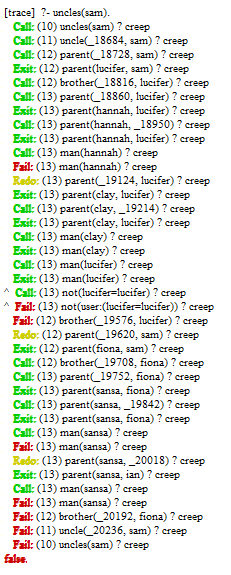 [trace]  ?- uncles(sam).
Call: (10) uncles(sam) ? creep
Call: (11) uncle(_18684, sam) ? creep
Call: (12) parent(_18728, sam) ? creep
Exit: (12) parent(lucifer, sam) ? creep
Call: (12) brother(_18816, lucifer) ? creep
Call: (13) parent(_18860, lucifer) ? creep
Exit: (13) parent(hannah, lucifer) ? creep
Call: (13) parent(hannah, _18950) ? creep
Exit: (13) parent(hannah, lucifer) ? creep
Call: (13) man(hannah) ? creep
Fail: (13) man(hannah) ? creep
Redo: (13) parent(_19124, lucifer) ? creep
Exit: (13) parent(clay, lucifer) ? creep
Call: (13) parent(clay, _19214) ? creep
Exit: (13) parent(clay, lucifer) ? creep
Call: (13) man(clay) ? creep
Exit: (13) man(clay) ? creep
Call: (13) man(lucifer) ? creep
Exit: (13) man(lucifer) ? creep
^ Call: (13) not(lucifer=lucifer) ? creep
^ Fail: (13) not(user:(lucifer=lucifer)) ? creep
Fail: (12) brother(_19576, lucifer) ? creep
Redo: (12) parent(_19620, sam) ? creep
Exit: (12) parent(fiona, sam) ? creep
Call: (12) brother(_19708, fiona) ? creep
Call: (13) parent(_19752, fiona) ? creep
Exit: (13) parent(sansa, fiona) ? creep
Call: (13) parent(sansa, _19842) ? creep
Exit: (13) parent(sansa, fiona) ? creep
Call: (13) man(sansa) ? creep
Fail: (13) man(sansa) ? creep
Redo: (13) parent(sansa, _20018) ? creep
Exit: (13) parent(sansa, ian) ? creep
Call: (13) man(sansa) ? creep
Fail: (13) man(sansa) ? creep
Fail: (12) brother(_20192, fiona) ? creep
Fail: (11) uncle(_20236, sam) ? creep
Fail: (10) uncles(sam) ? creep
false.